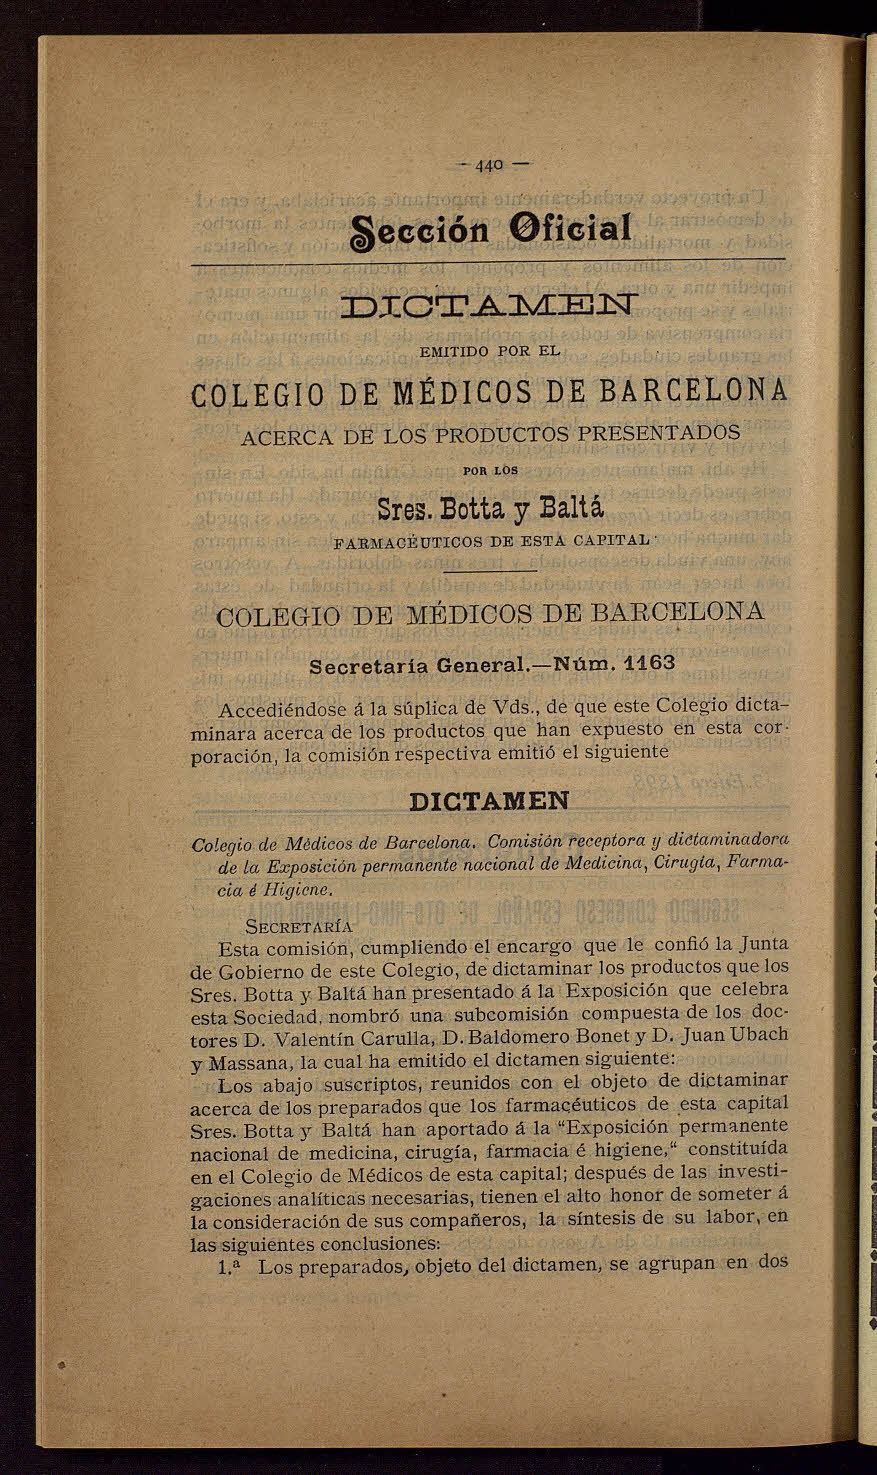 — 440 —
Sección Oficial
DICTAMEN
EMITIDO POR EL
COLEGIO DE MÉDICOS DE BARCELONA
ACERCA DE LOS PRODUCTOS PRESENTADOS
POR LOS
Sres. Botta y Baltá
FARMACÉUTICOS DE ESTA CAPITAL
COLEGIO DE MÉDICOS DE BARCELONA
Secretaría General.—Núm. 1163
Accediéndose á la súplica de Vds., de que este Colegio dicta-
minara acerca de los productos que han expuesto en esta cor-
poración, la comisión respectiva emitió el siguiente
DICTAMEN
Colegio de Médicos de Barcelona. Comisión receptora y dictaminadora
de la Exposición permanente nacional de Medicina, Cirugía, Farma-
cia é Higiene.
SECRETARÍA
Esta comisión, cumpliendo el encargo que le confió la Junta
de Gobierno de este Colegio, de dictaminar los productos que los
Sres. Botta y Baltá han presentado á la Exposición que celebra
esta Sociedad, nombró una subcomisión compuesta de los doc-
tores D. Valentín Carulla, D. Baldomero Bonet y D. Juan Ubach
y Massana, la cual ha emitido el dictamen siguiente:
Los abajo suscriptos, reunidos con el objeto de dictaminar
acerca de los preparados que los farmacéuticos de esta capital
Sres. Botta y Baltá han aportado á la “Exposición permanente
nacional de medicina, cirugía, farmacia é higiene,“ constituída
en el Colegio de Médicos de esta capital; después de las investi-
gaciones analíticas necesarias, tienen el alto honor de someter á
la consideración de sus compañeros, la síntesis de su labor, en
las siguientes conclusiones:
1.ª Los preparados, objeto del dictamen, se agrupan en dos